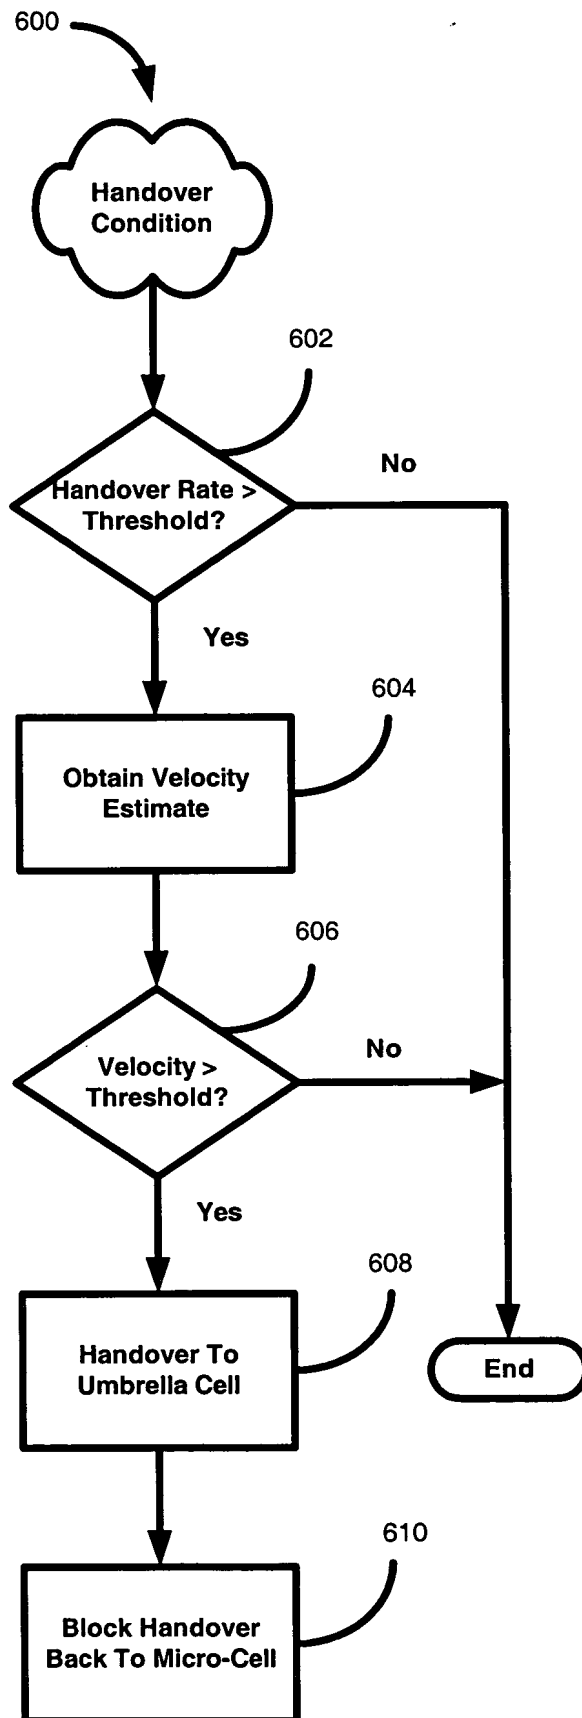 600
Handover
Condition
602
No
Handover Rate >
Threshold?
Yes
604
Obtain Velocity
Estimate
606
No
Velocity >
Threshold?
Yes
608
Handover To
Umbrella Cell
End
610
Block Handover
Back To Micro-Cell